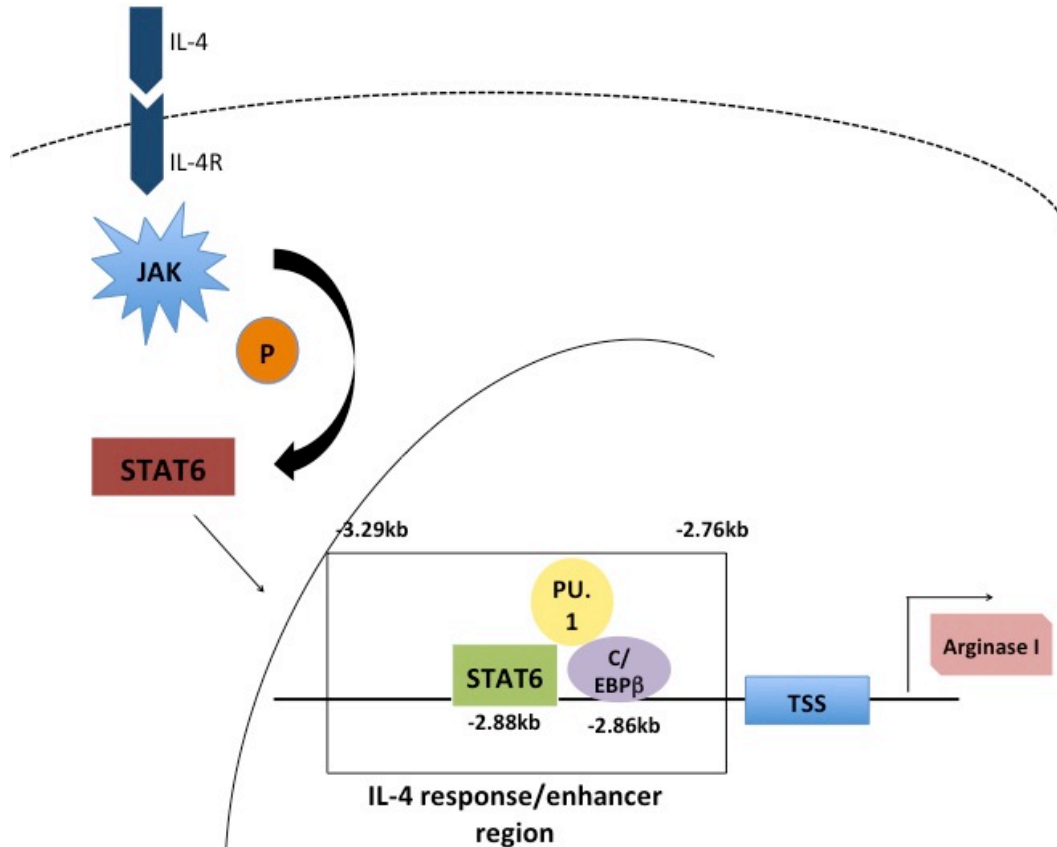 IL-4
IL-4R
JAK
P
STAT6
-3.29kb
-2.76kb
PU.
1
C/
EBPβ
STAT6
-2.88kb
-2.86kb
TSS
Arginase I
IL-4 response/enhancer
region